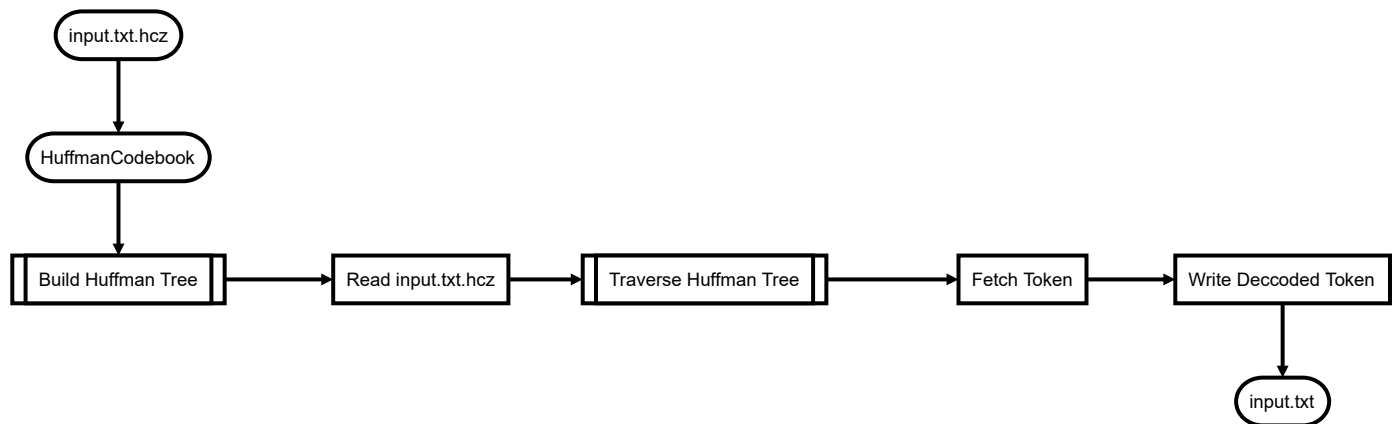 input.txt.hcz
HuffmanCodebook
Build Huffman Tree
Read input.txt.hcz
Traverse Huffman Tree
Fetch Token
Write Deccoded Token
input.txt